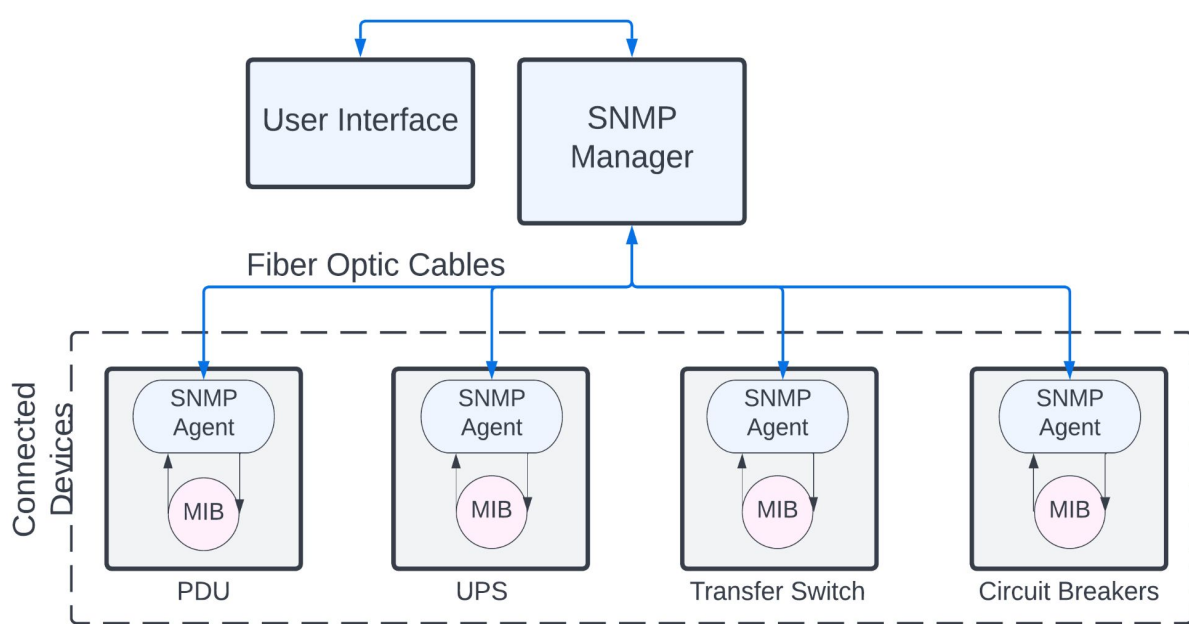 User Interface
SNMP
Manager
Fiber Optic Cables
Connected
Devices
SNMP
Agent
MIB
PDU
SNMP
Agent
MIB
UPS
SNMP
Agent
MIB
Transfer Switch
SNMP
Agent
MIB
Circuit Breakers